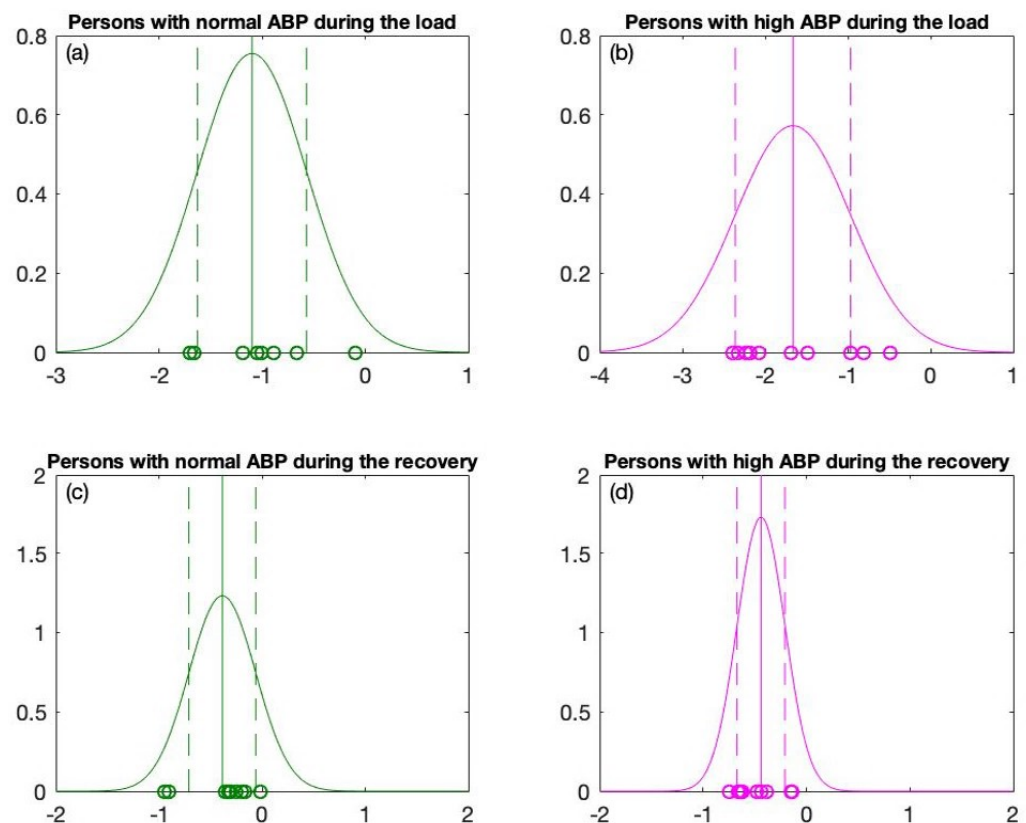 Persons with normal ABP during the load
(a)
0.8
0.6
0.4
0.2
0
-3 -2 -1 0 1
Persons with high ABP during the load
(b)
0.8
0.6
0.4
0.2
0
-4 -3 -2 -1 0 1
Persons with normal ABP during the recovery
(c)
2
1.5
1
0.5
0
-2 -1 0 1 2
Persons with high ABP during the recovery
(d)
2
1.5
1
0.5
0
-2 -1 0 1 2